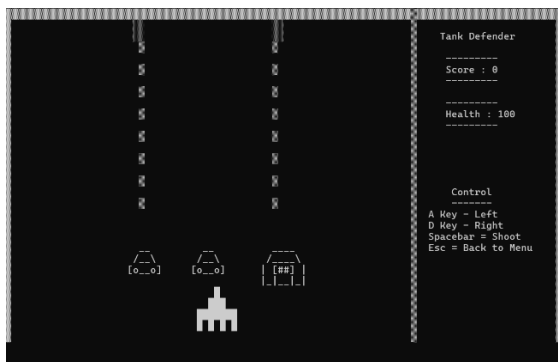 Tank Defender
Score : 0
Health : 100
Control
A Key - Left
D Key - Right
Spacebar = Shoot
Esc = Back to Menu